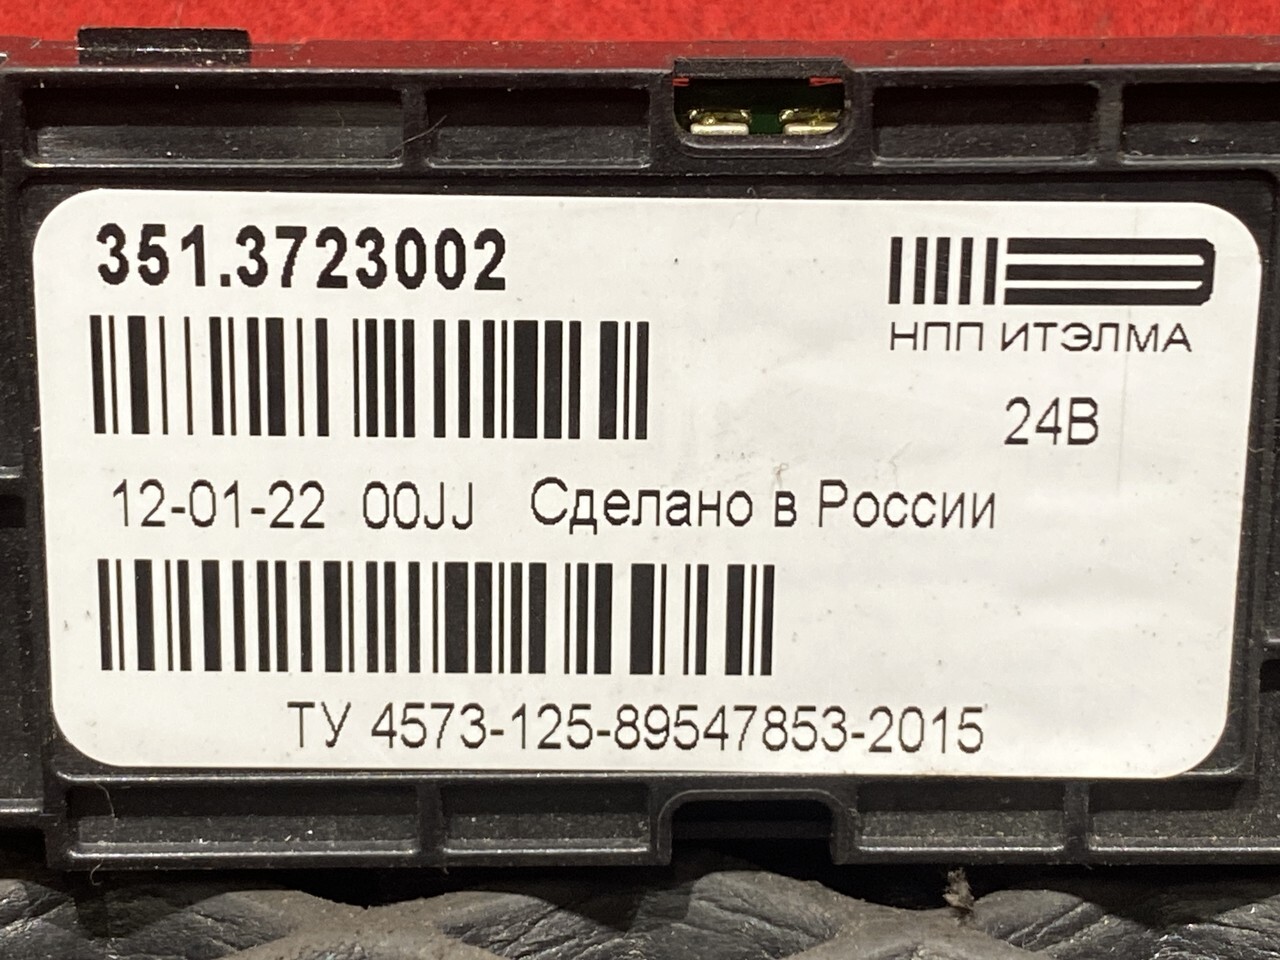 351.3723002
НПП ИТЭЛМА
24В
12-01-22 00JJ Сделано в России
ТУ 4573-125-89547853-2015